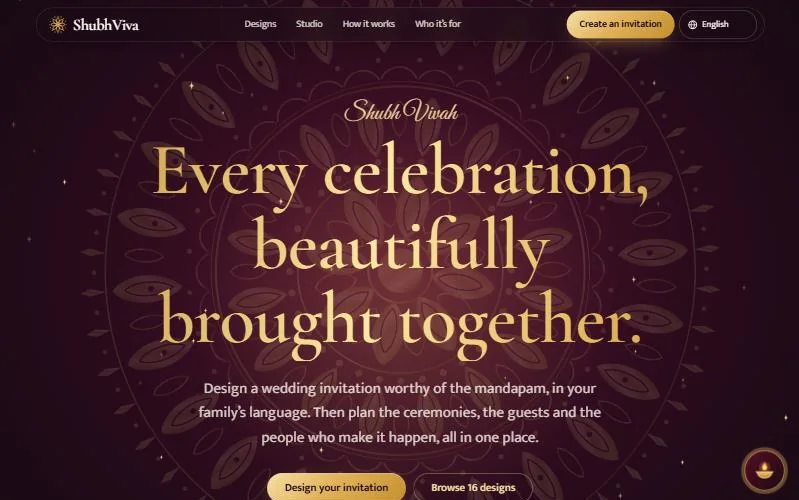 ShubhViva
Designs
Studio
How it works
Who it's for
Create an invitation
English
Shubh Vivah
Every celebration,
beautifully
brought together.
Design a wedding invitation worthy of the mandapam, in your
family's language. Then plan the ceremonies, the guests and the
people who make it happen, all in one place.
Design your invitation
Browse 16 designs